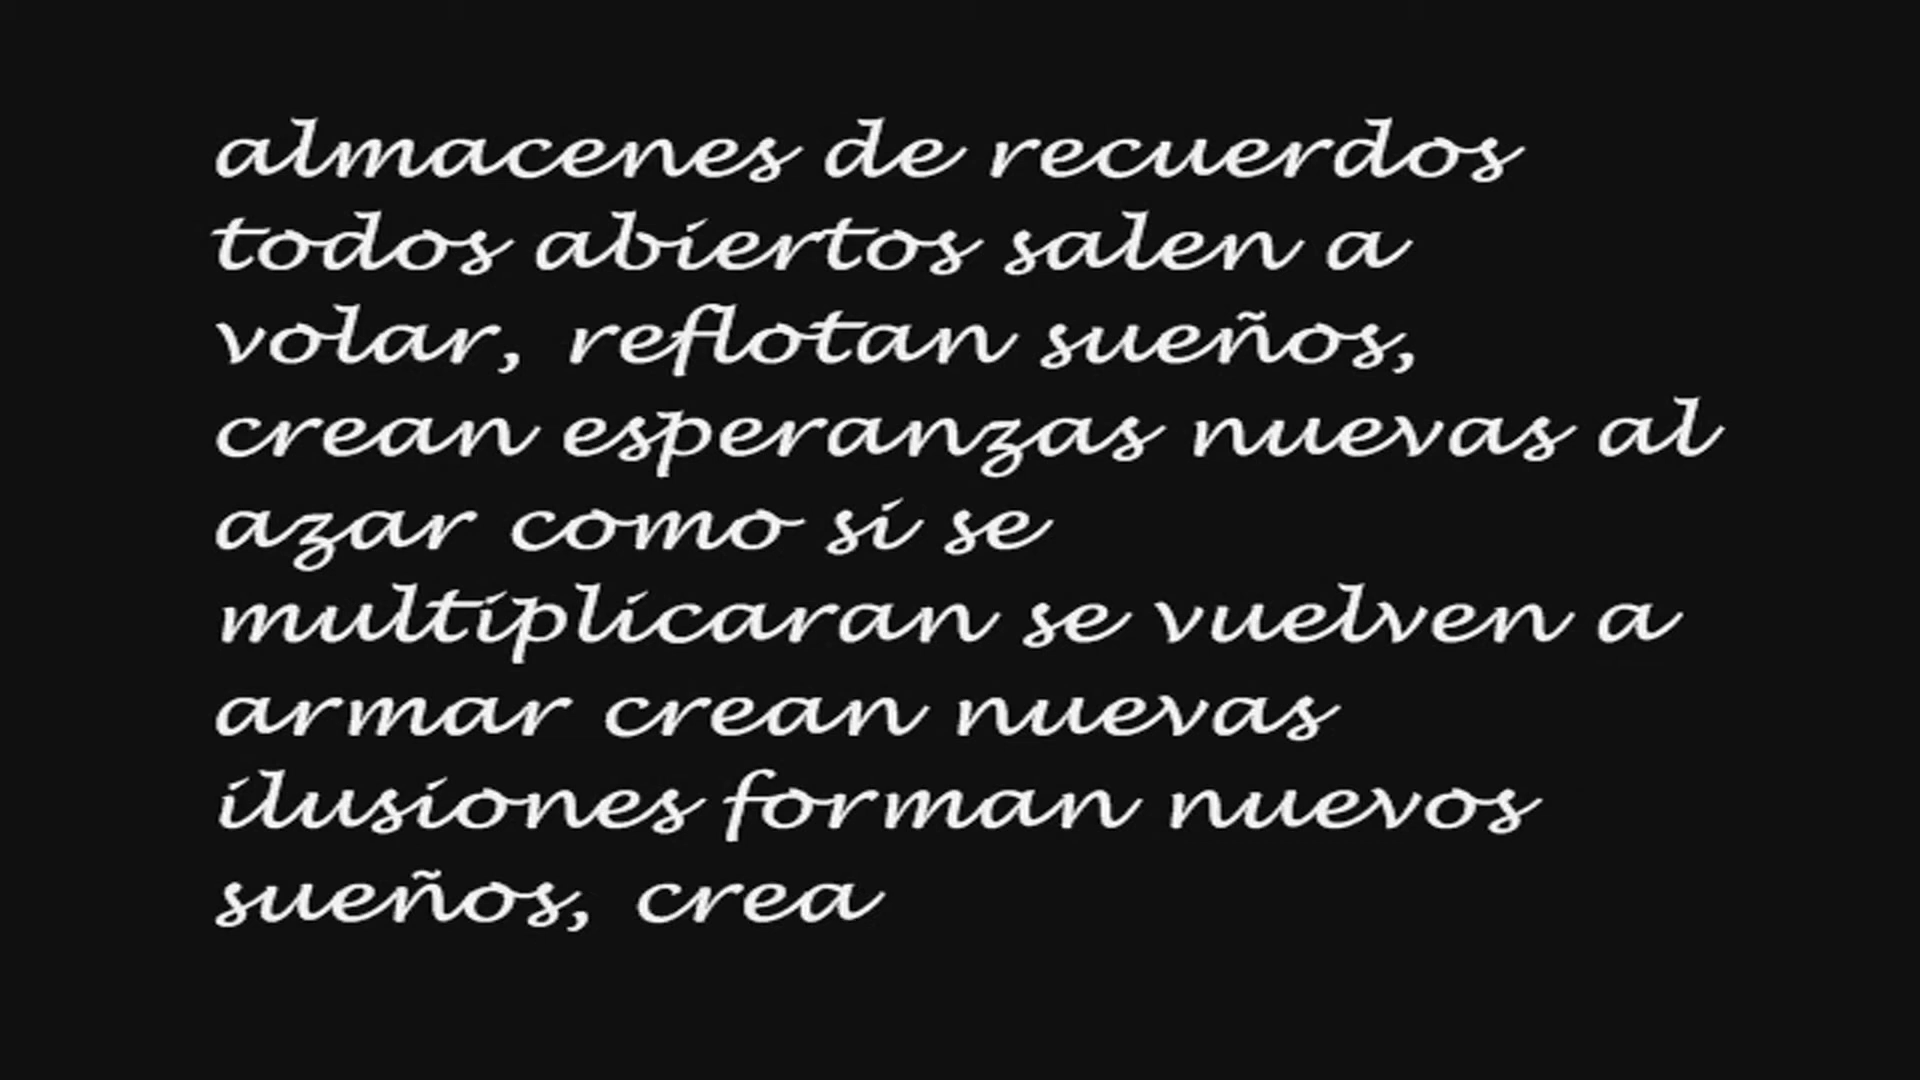 almacenes de recuerdos
todos abiertos salen a
volar, reflotan sueños,
crean esperanzas nuevas al
azar como si se
multiplicaran se vuelven a
armar crean nuevas
ilusiones forman nuevos
sueños, crea